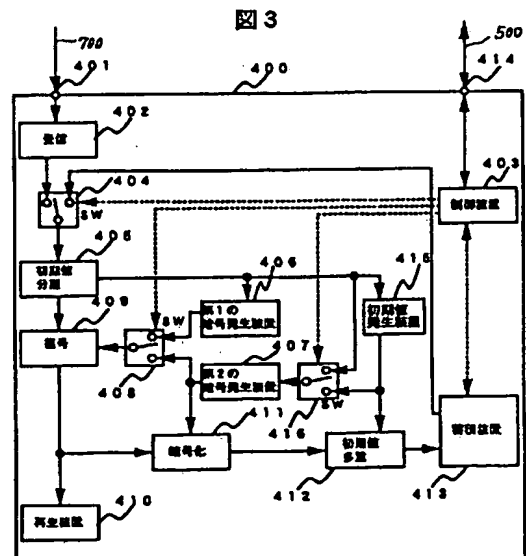 図3
700
401
400
500
414
402
受信
404
SW
403
制御装置
405
初期値
分離
406
415
409
SW
第1の
暗号発生装置
初期値
発生装置
復号
407
408
第2の
暗号発生装置
411
416
SW
暗号化
初期値
多重
蓄積装置
412
413
410
再生装置